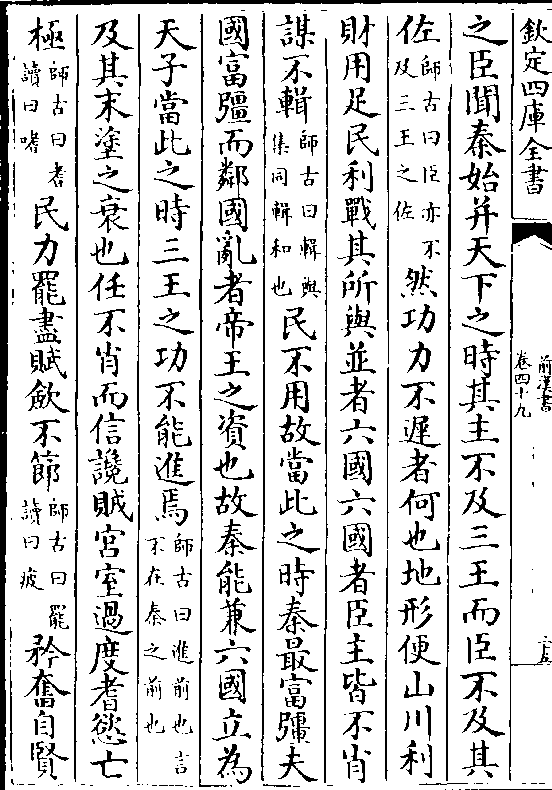 欽定四庫全書
前漢書
卷四十九
之臣聞秦始并天下之時其主不及三王而臣不及其
佐師古曰臣亦不及三王之佐然功力不遲者何也地形便山川利
財用足民利戰其所與並者六國六國者臣主皆不肖
謀不輯師古曰輯與集同輯和也民不用故當此之時秦最富彊夫
國富彊而鄰國亂者帝王之資也故秦能兼六國立為
天子當此之時三王之功不能進焉師古曰進前也言不在秦之前也
及其末塗之衰也任不肖而信讒賊宮室過度耆慾亡
極師古曰耆讀曰嗜民力罷盡賦斂不節師古曰罷讀曰疲矜奮自賢